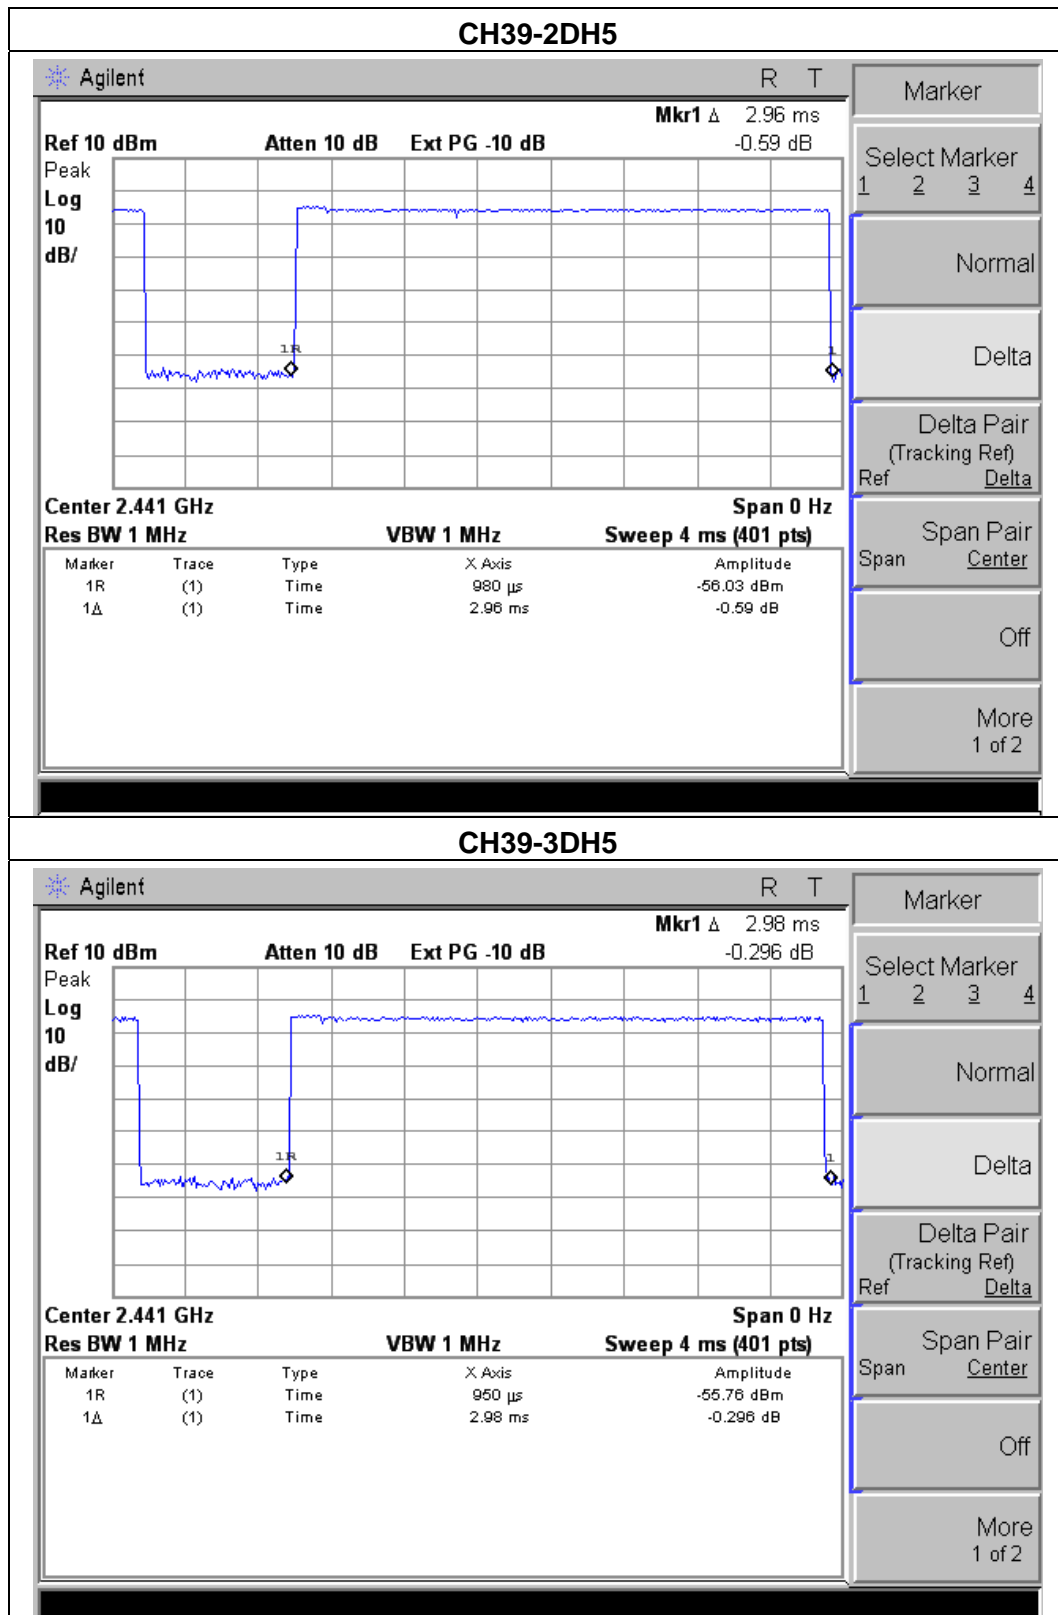 CH39-2DH5
Agilent R T
Marker
Mkr1 Δ 2.96 ms
Ref 10 dBm Atten 10 dB Ext PG -10 dB -0.59 dB
Peak
Log
10
dB/
1R
1
Center 2.441 GHz Span 0 Hz
Res BW 1 MHz VBW 1 MHz Sweep 4 ms (401 pts)
Marker Trace Type X Axis Amplitude
1R (1) Time 980 µs -56.03 dBm
1Δ (1) Time 2.96 ms -0.59 dB
Select Marker
1 2 3 4
Normal
Delta
Delta Pair
(Tracking Ref)
Ref Delta
Span Pair
Span Center
Off
More
1 of 2
CH39-3DH5
Agilent R T
Marker
Mkr1 Δ 2.98 ms
Ref 10 dBm Atten 10 dB Ext PG -10 dB -0.296 dB
Peak
Log
10
dB/
1R
1
Center 2.441 GHz Span 0 Hz
Res BW 1 MHz VBW 1 MHz Sweep 4 ms (401 pts)
Marker Trace Type X Axis Amplitude
1R (1) Time 950 µs -55.76 dBm
1Δ (1) Time 2.98 ms -0.296 dB
Select Marker
1 2 3 4
Normal
Delta
Delta Pair
(Tracking Ref)
Ref Delta
Span Pair
Span Center
Off
More
1 of 2